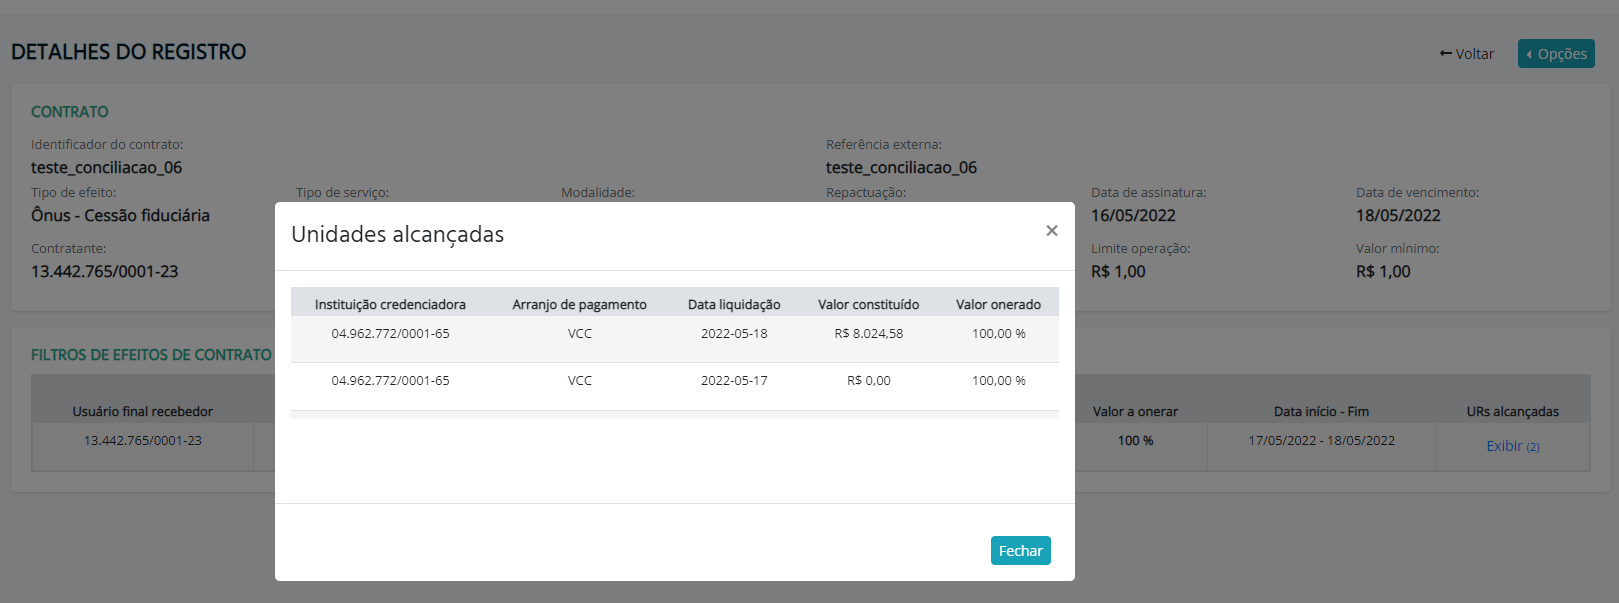 DETALHES DO REGISTRO
Voltar
Opções
CONTRATO
Identificador do contrato:
Referência externa:
teste_conciliacao_06
teste_conciliacao_06
Tipo de efeito:
Tipo de serviço:
Modalidade:
Repactuação:
Data de assinatura:
Data de vencimento:
Ônus - Cessão fiduciária
16/05/2022
18/05/2022
Contratante:
Limite operação:
Valor mínimo:
13.442.765/0001-23
R$ 1,00
R$ 1,00
Unidades alcançadas
×
Instituição credenciadora Arranjo de pagamento Data liquidação Valor constituído Valor onerado
04.962.772/0001-65 VCC 2022-05-18 R$ 8.024,58 100,00 %
04.962.772/0001-65 VCC 2022-05-17 R$ 0,00 100,00 %
Fechar
FILTROS DE EFEITOS DE CONTRATO
Usuário final recebedor
Valor a onerar
Data início - Fim
URs alcançadas
13.442.765/0001-23
100 %
17/05/2022 - 18/05/2022
Exibir (2)